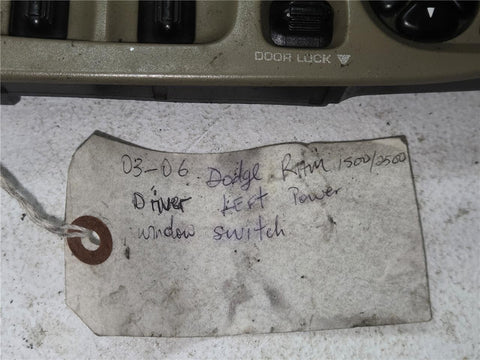 DOOR LOCK
03-06 Dodge RAM 1500/2500
Driver LEFT Power
window switch